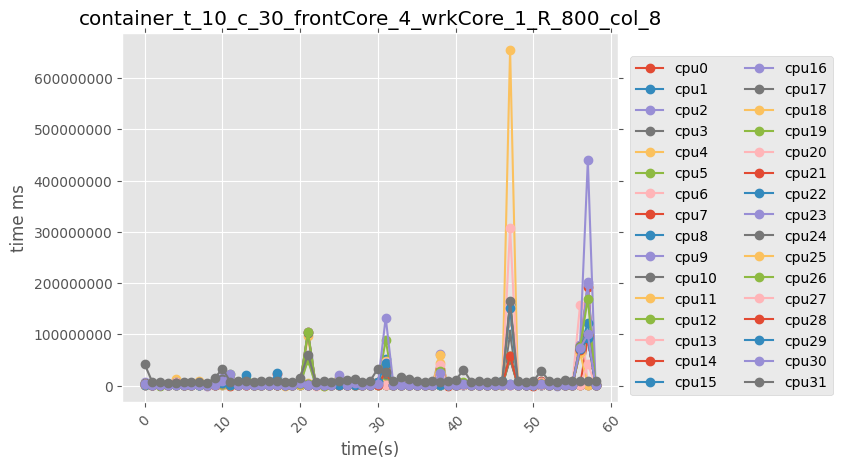 container_t_10_c_30_frontCore_4_wrkCore_1_R_800_col_8
time ms
600000000
500000000
400000000
300000000
200000000
100000000
0
0
10
20
30
40
50
60
time(s)
cpu0
cpu1
cpu2
cpu3
cpu4
cpu5
cpu6
cpu7
cpu8
cpu9
cpu10
cpu11
cpu12
cpu13
cpu14
cpu15
cpu16
cpu17
cpu18
cpu19
cpu20
cpu21
cpu22
cpu23
cpu24
cpu25
cpu26
cpu27
cpu28
cpu29
cpu30
cpu31